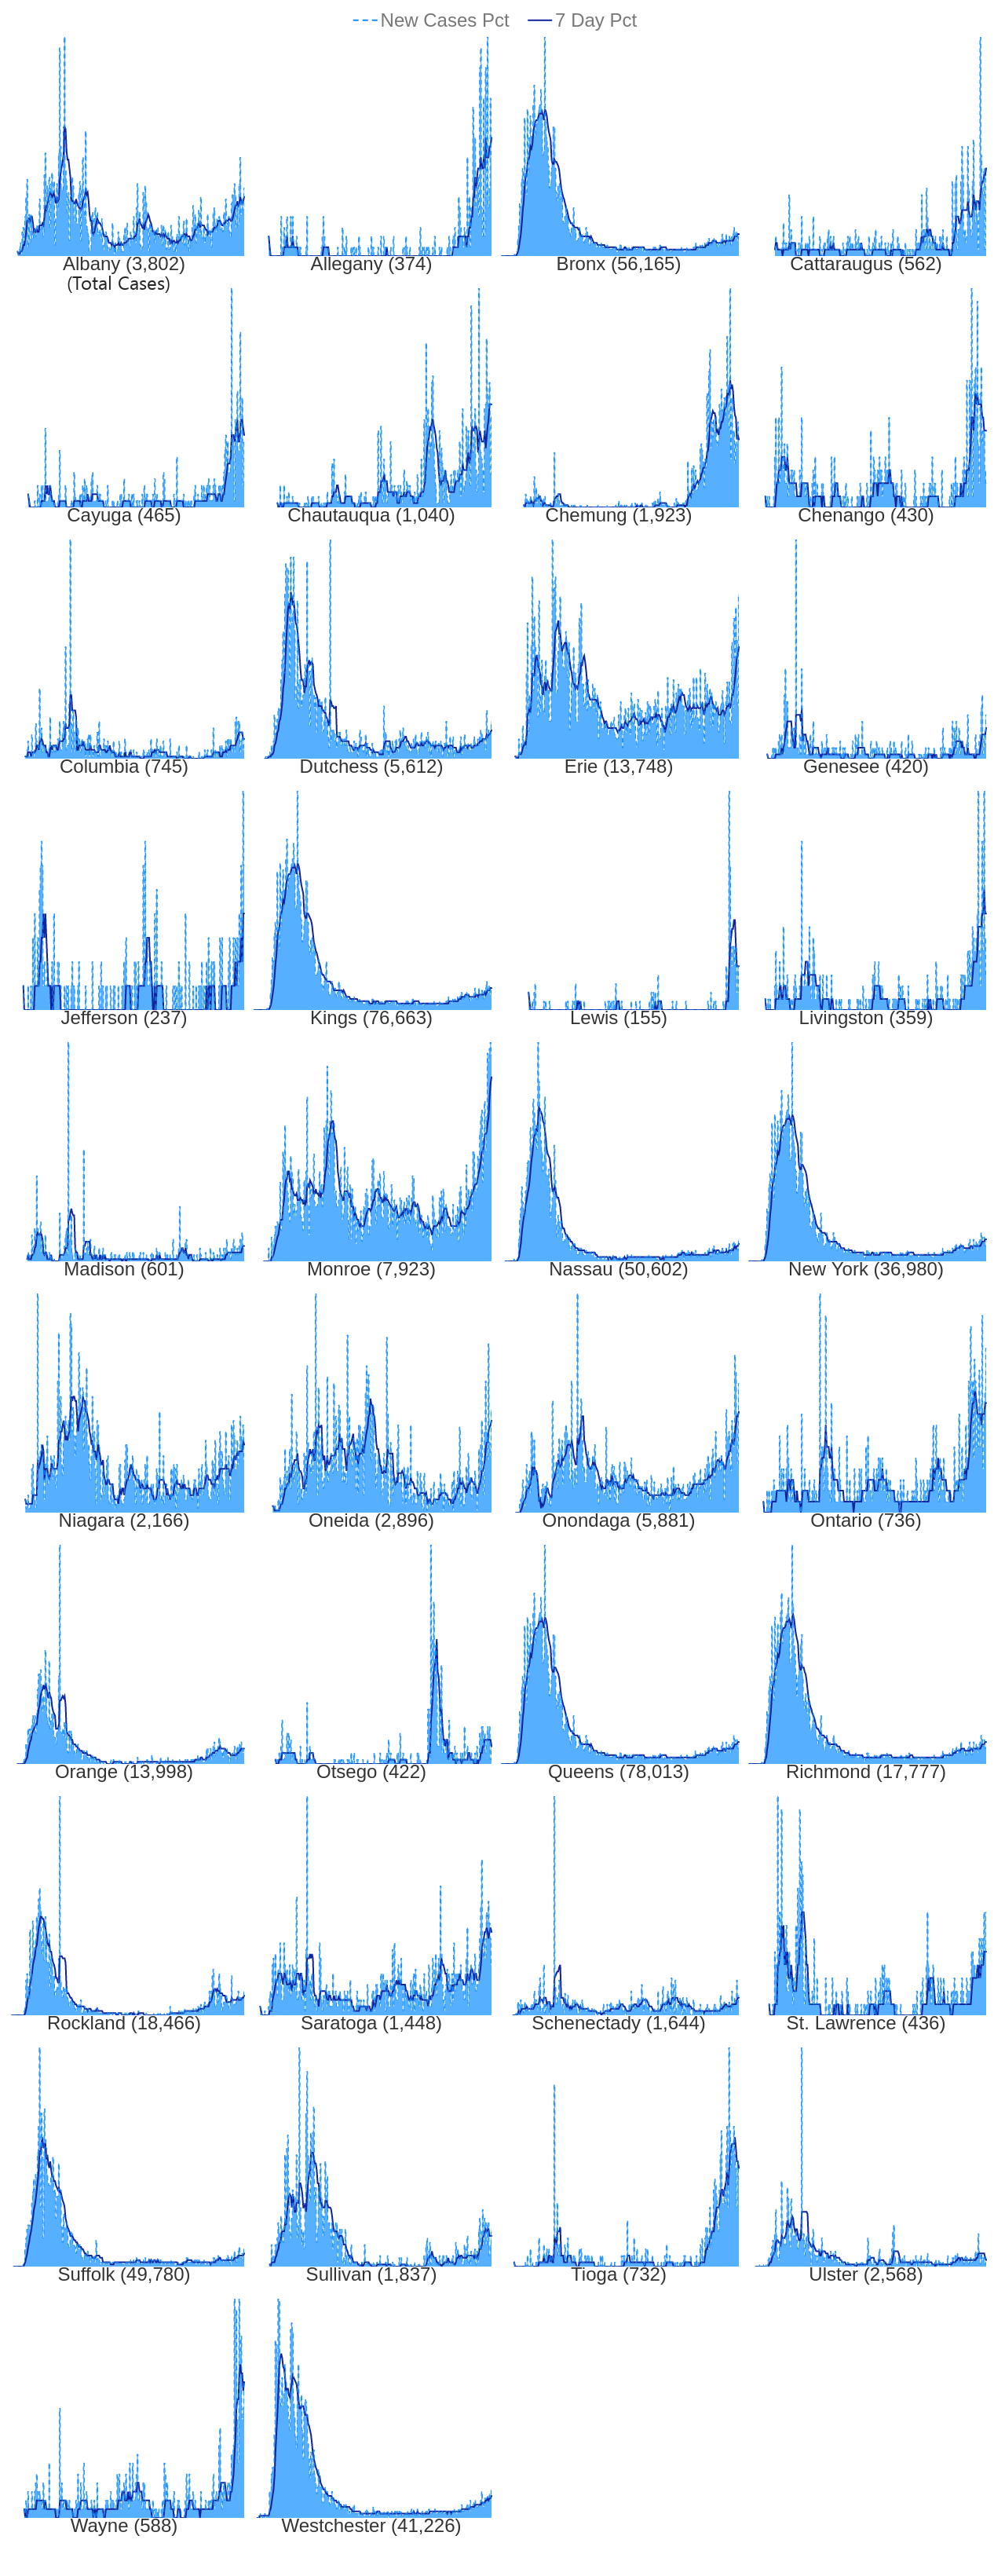 New Cases Pct 7 Day Pct
Albany (3,802) Allegany (374) Bronx (56,165) Cattaraugus (562)
(Total Cases)
Cayuga (465) Chautauqua (1,040) Chemung (1,923) Chenango (430)
Columbia (745) Dutchess (5,612) Erie (13,748) Genesee (420)
Jefferson (237) Kings (76,663) Lewis (155) Livingston (359)
Madison (601) Monroe (7,923) Nassau (50,602) New York (36,980)
Niagara (2,166) Oneida (2,896) Onondaga (5,881) Ontario (736)
Orange (13,998) Otsego (422) Queens (78,013) Richmond (17,777)
Rockland (18,466) Saratoga (1,448) Schenectady (1,644) St. Lawrence (436)
Suffolk (49,780) Sullivan (1,837) Tioga (732) Ulster (2,568)
Wayne (588) Westchester (41,226)